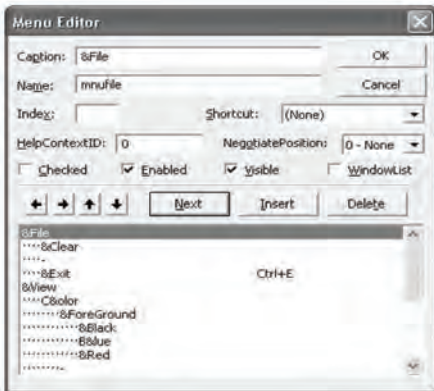 Menu Editor
Caption: &File OK
Name: mnufile Cancel
Index: Shortcut: (None)
HelpContextID: 0 NegotiatePosition: 0 - None
Checked Enabled Visible WindowList
Next Insert Delete
&File
····&Clear
····-
····&Exit Ctrl+E
&View
····C&olor
········&ForeGround
············&Black
············B&lue
············&Red
········-